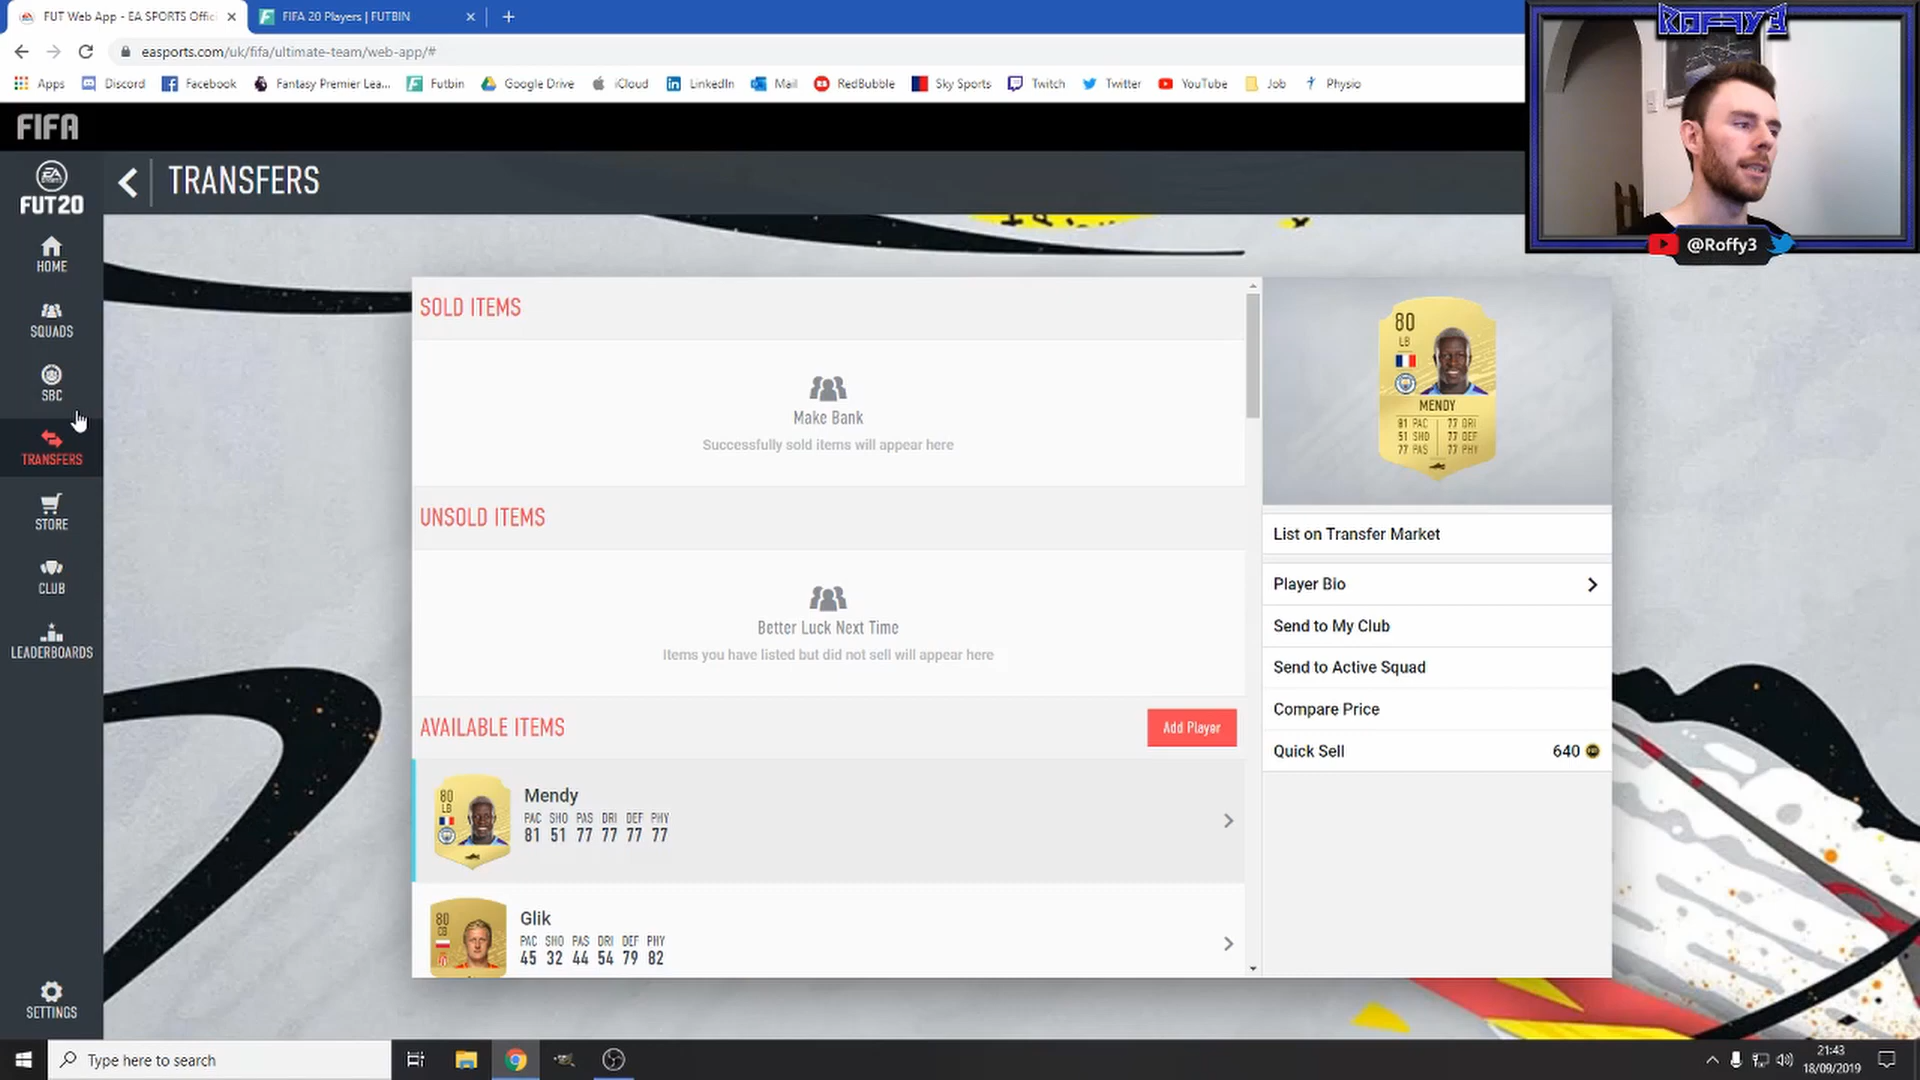 FUT Web App - EA SPORTS Offici
FIFA 20 Players | FUTBIN
easports.com/uk/fifa/ultimate-team/web-app/#
Apps
Discord
Facebook
Fantasy Premier Lea...
Futbin
Google Drive
iCloud
LinkedIn
Mail
RedBubble
Sky Sports
Twitch
Twitter
YouTube
Job
Physio
ROFFY3
@Roffy3
FIFA
EA
SPORTS
FUT20
HOME
SQUADS
SBC
TRANSFERS
STORE
CLUB
LEADERBOARDS
SETTINGS
TRANSFERS
SOLD ITEMS
Make Bank
Successfully sold items will appear here
UNSOLD ITEMS
Better Luck Next Time
Items you have listed but did not sell will appear here
AVAILABLE ITEMS
Add Player
80
LB
Mendy
PAC SHO PAS DRI DEF PHY
81 51 77 77 77 77
80
CB
Glik
PAC SHO PAS DRI DEF PHY
45 32 44 54 79 82
80
LB
MENDY
81 PAC 77 DRI
51 SHO 77 DEF
77 PAS 77 PHY
List on Transfer Market
Player Bio
Send to My Club
Send to Active Squad
Compare Price
Quick Sell 640
Type here to search
21:43
18/09/2019